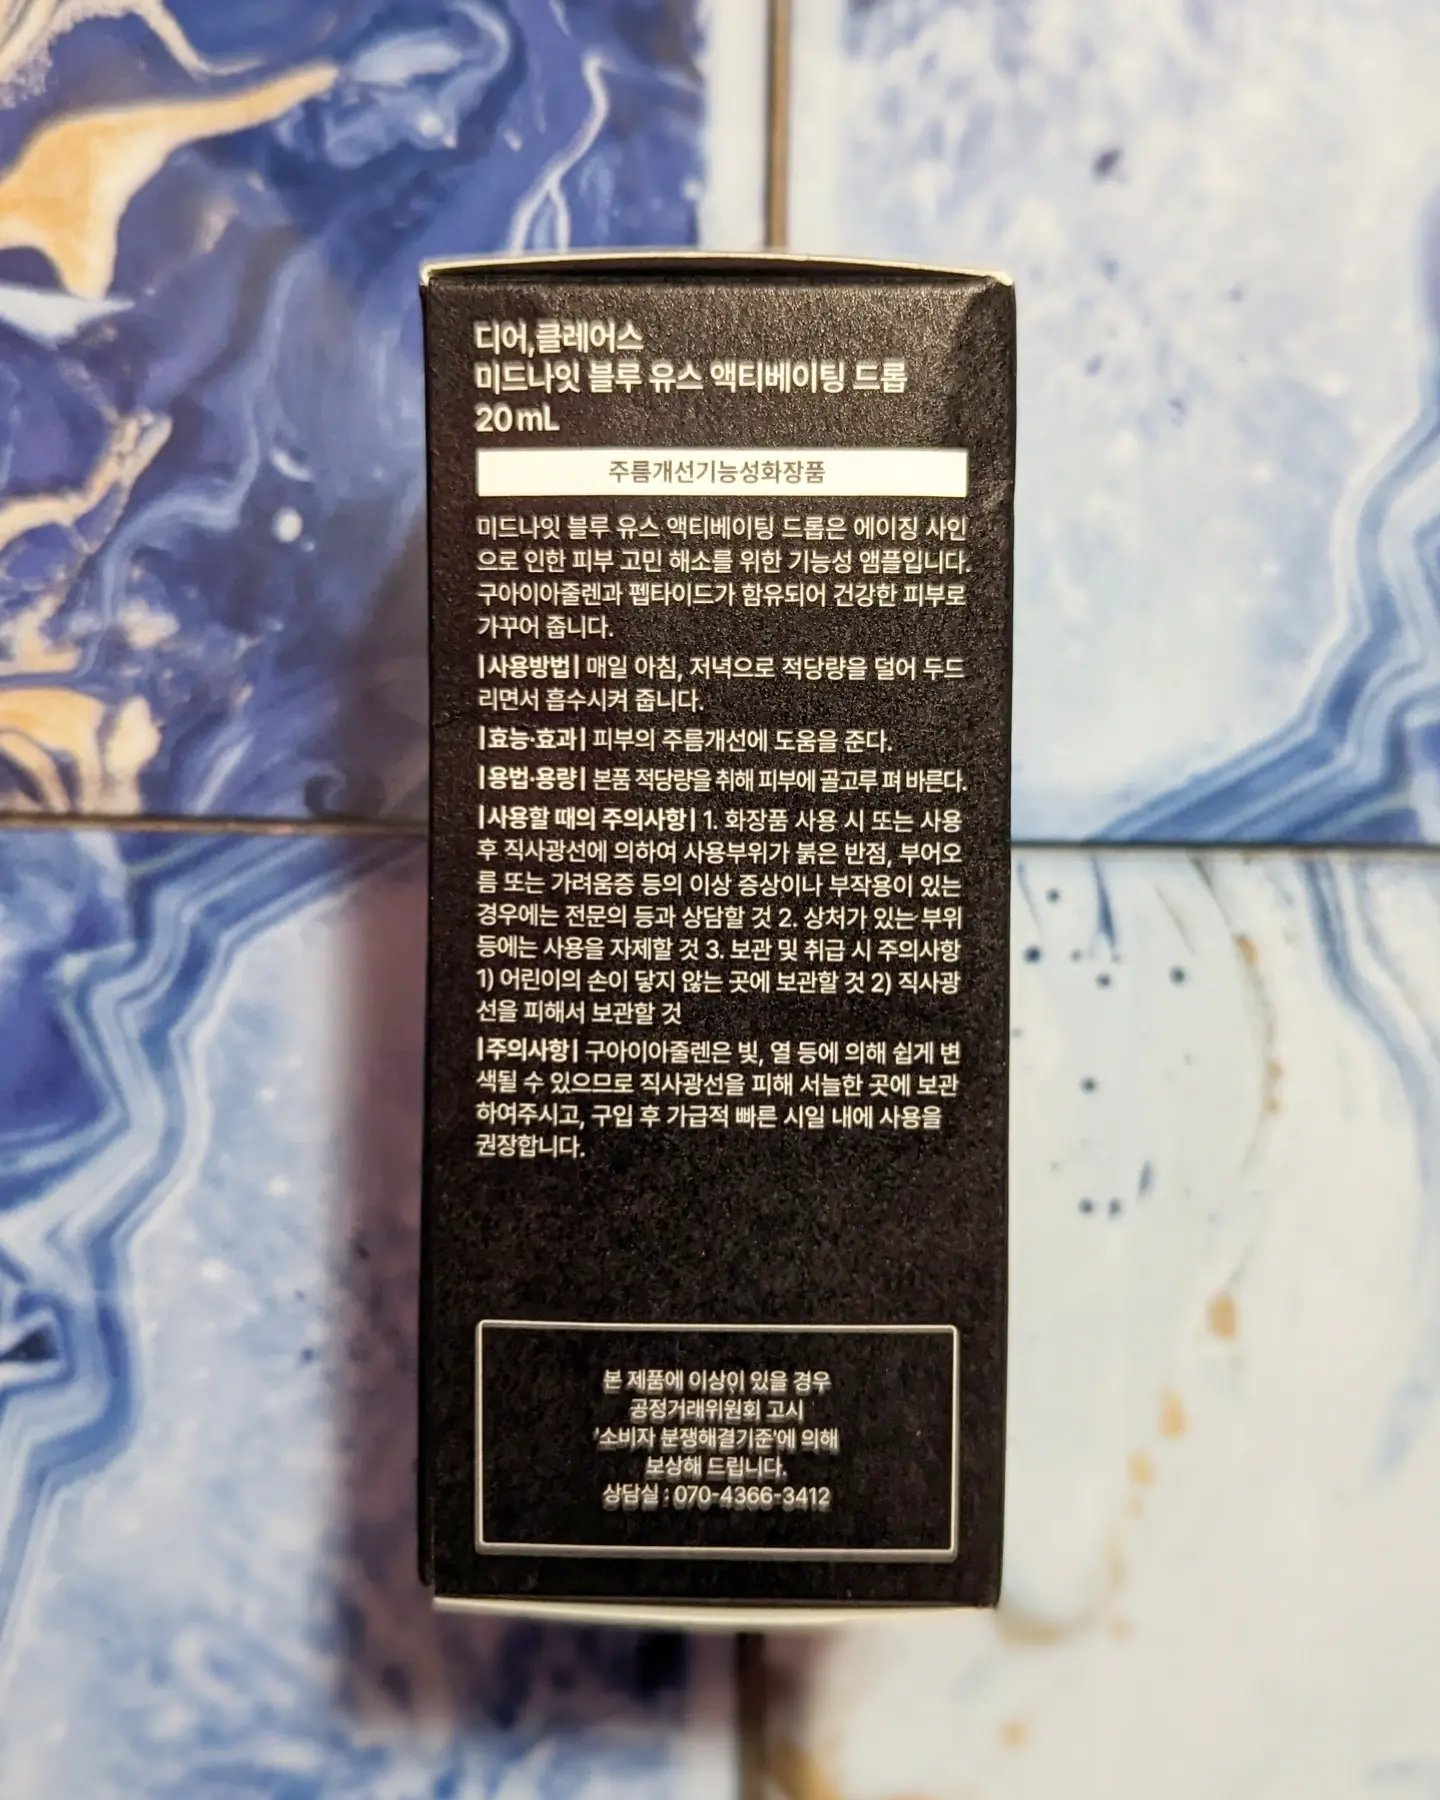 디어,클레어스
미드나잇 블루 유스 액티베이팅 드롭
20mL
주름개선기능성화장품
미드나잇 블루 유스 액티베이팅 드롭은 에이징 사인
으로 인한 피부 고민 해소를 위한 기능성 앰플입니다.
구아이아줄렌과 펩타이드가 함유되어 건강한 피부로
가꾸어 줍니다.
|사용방법| 매일 아침, 저녁으로 적당량을 덜어 두드
리면서 흡수시켜 줍니다.
|효능·효과| 피부의 주름개선에 도움을 준다.
|용법·용량| 본품 적당량을 취해 피부에 골고루 펴 바른다.
|사용할 때의 주의사항| 1. 화장품 사용 시 또는 사용
후 직사광선에 의하여 사용부위가 붉은 반점, 부어오
름 또는 가려움증 등의 이상 증상이나 부작용이 있는
경우에는 전문의 등과 상담할 것 2. 상처가 있는 부위
등에는 사용을 자제할 것 3. 보관 및 취급 시 주의사항
1) 어린이의 손이 닿지 않는 곳에 보관할 것 2) 직사광
선을 피해서 보관할 것
|주의사항| 구아이아줄렌은 빛, 열 등에 의해 쉽게 변
색될 수 있으므로 직사광선을 피해 서늘한 곳에 보관
하여주시고, 구입 후 가급적 빠른 시일 내에 사용을
권장합니다.
본 제품에 이상이 있을 경우
공정거래위원회 고시
'소비자 분쟁해결기준'에 의해
보상해 드립니다.
상담실 : 070-4366-3412